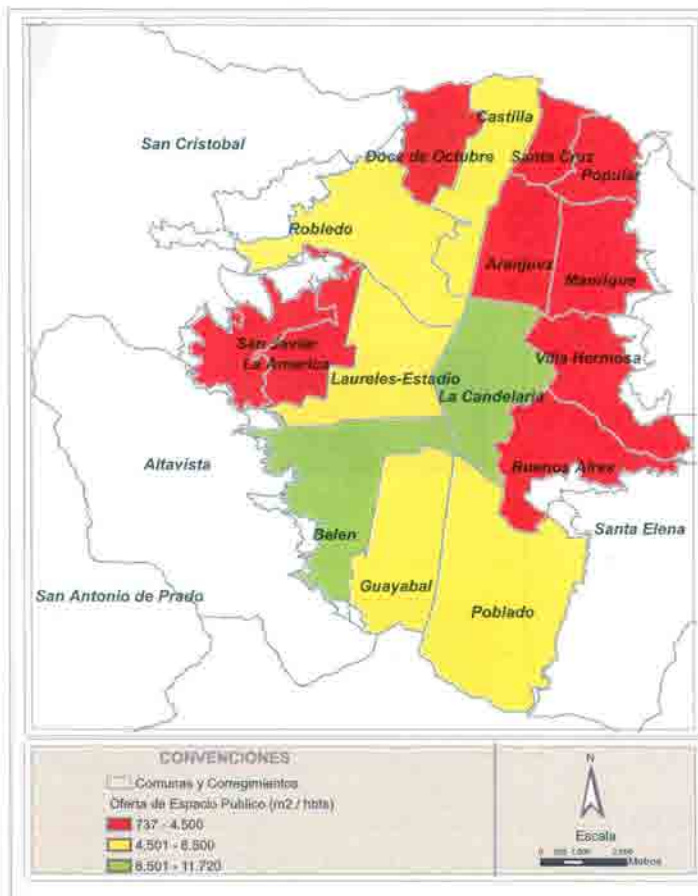 San Cristobal
Castilla
Doce de Octubre
Santa Cruz
Popular
Robledo
Aranjuez
Manrique
San Javier
La America
Villa Hermosa
Laureles-Estadio
La Candelaria
Altavista
Buenos Aires
Santa Elena
Belen
San Antonio de Prado
Guayabal
Poblado
CONVENCIONES
Comunas y Corregimientos
Oferta de Espacio Publico (m2 / hbts)
737 - 4.500
4.501 - 6.500
6.501 - 11.720
N
Escala
Metros